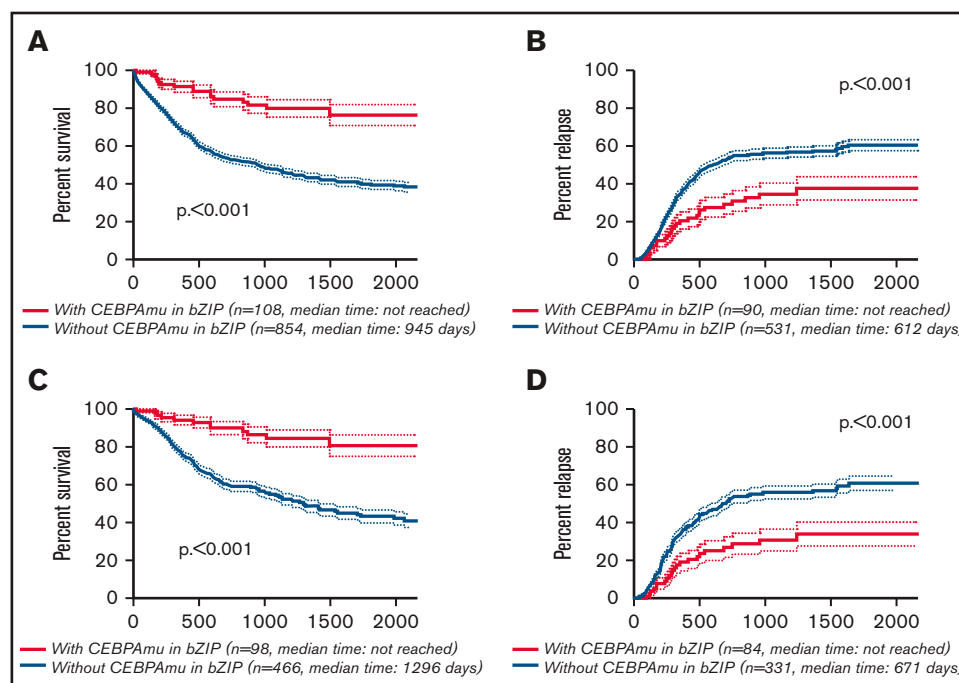 A
Percent survival
100
80
60
40
20
0
p.<0.001
0 500 1000 1500 2000
With CEBPAmu in bZIP (n=108, median time: not reached)
Without CEBPAmu in bZIP (n=854, median time: 945 days)
B
Percent relapse
100
80
60
40
20
0
p.<0.001
0 500 1000 1500 2000
With CEBPAmu in bZIP (n=90, median time: not reached)
Without CEBPAmu in bZIP (n=531, median time: 612 days)
C
Percent survival
100
80
60
40
20
0
p.<0.001
0 500 1000 1500 2000
With CEBPAmu in bZIP (n=98, median time: not reached)
Without CEBPAmu in bZIP (n=466, median time: 1296 days)
D
Percent relapse
100
80
60
40
20
0
p.<0.001
0 500 1000 1500 2000
With CEBPAmu in bZIP (n=84, median time: not reached)
Without CEBPAmu in bZIP (n=331, median time: 671 days)